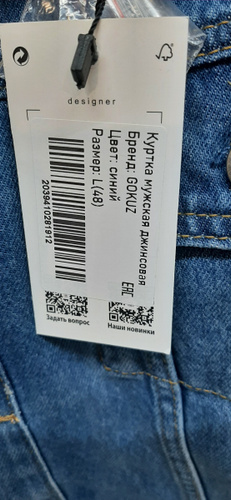 designer
Куртка мужская джинсовая
Бренд: GOKUZ
Цвет: синий
Размер: L(48)
2039410281912
EAC
Задать вопрос
Наши новинки